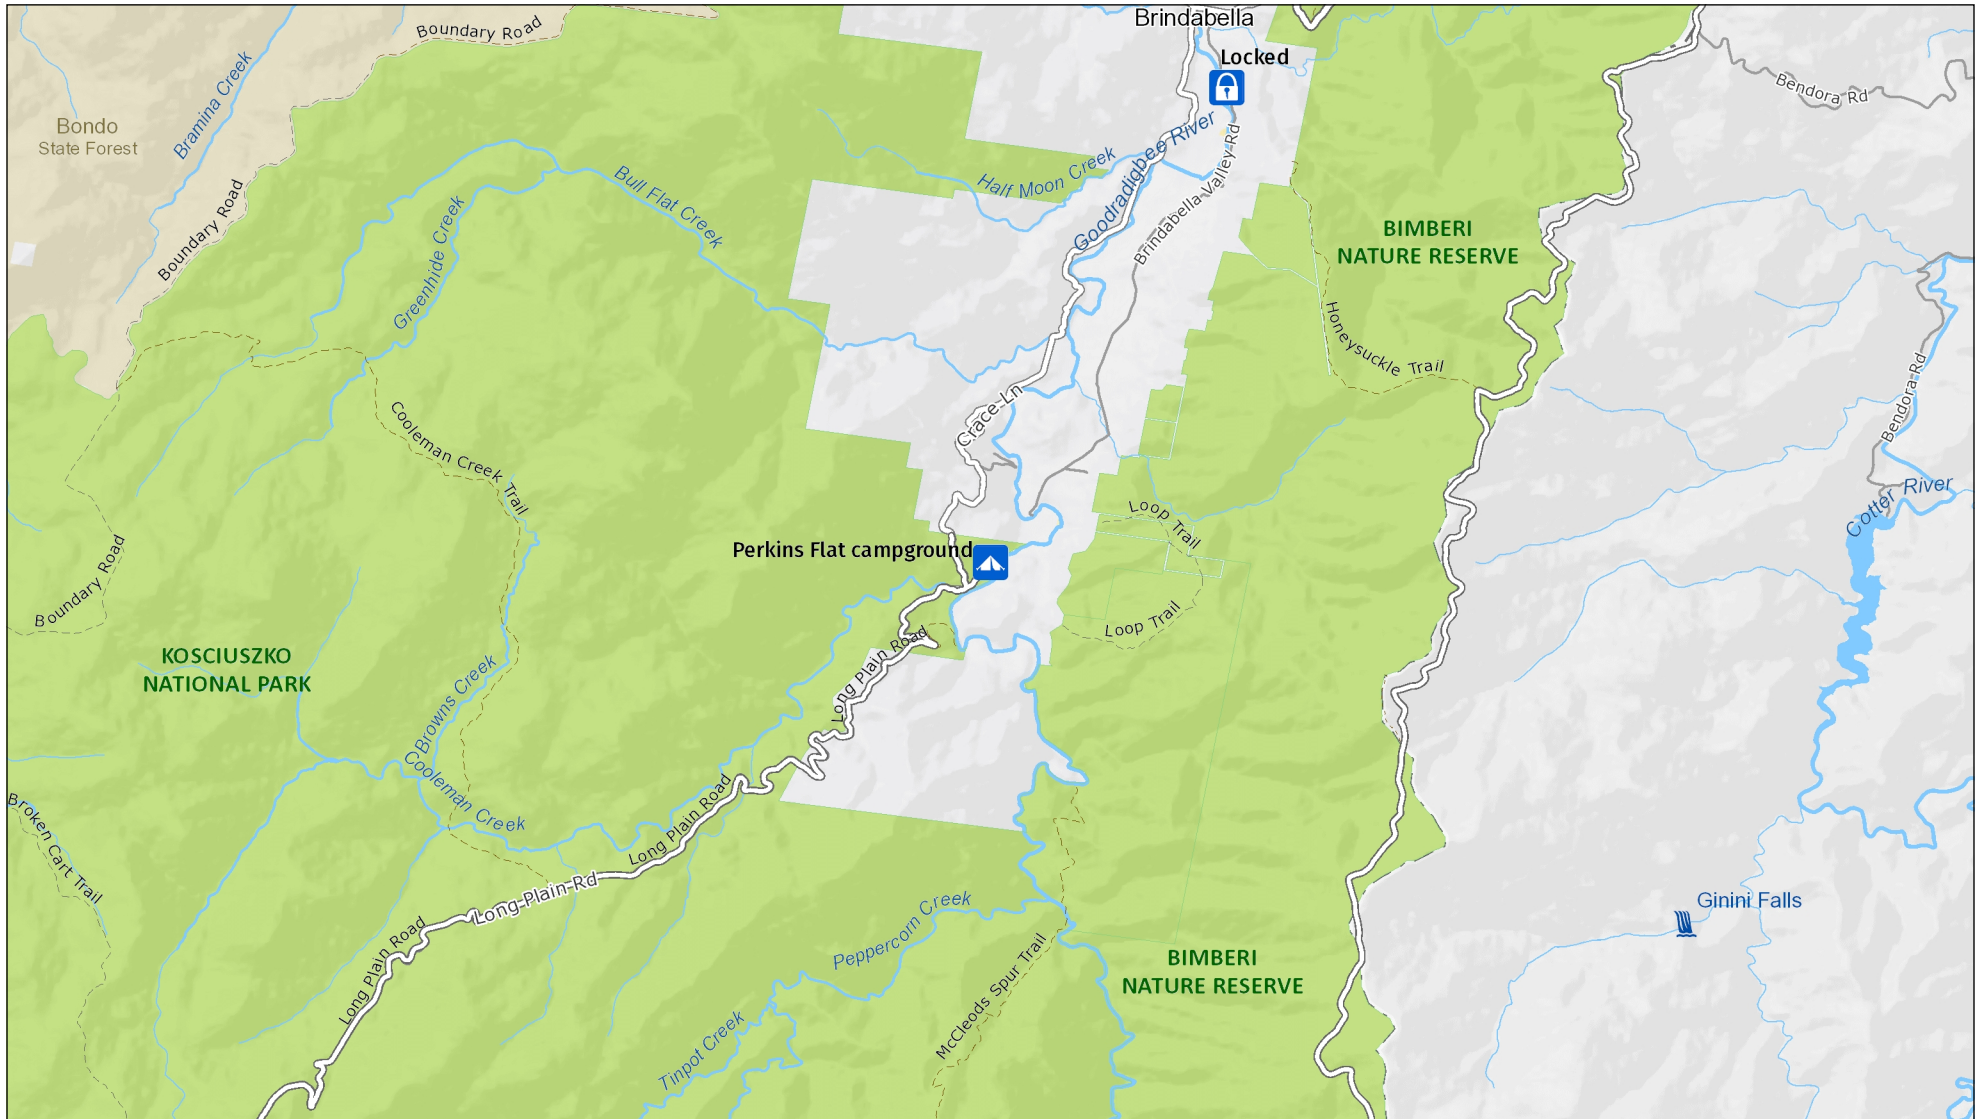 Brindabella
Boundary Road
Locked
Bramina Creek
Bendora Rd
Bondo
State Forest
Goodradigbee River
Brindabella Valley Rd
Half Moon Creek
Bull Flat Creek
Boundary Road
Greenhide Creek
BIMBERI
NATURE RESERVE
Honeysuckle Trail
Bendora Rd
Crace Ln
Cooleman Creek Trail
Cotter River
Loop Trail
Perkins Flat campground
Boundary Road
Loop Trail
KOSCIUSZKO
NATIONAL PARK
Long Plain Road
Browns Creek
Cooleman Creek
Long Plain Road
Broken Cart Trail
Long Plain Rd
Ginini Falls
Peppercorn Creek
Long Plain Road
McCleods Spur Trail
BIMBERI
NATURE RESERVE
Tinpot Creek